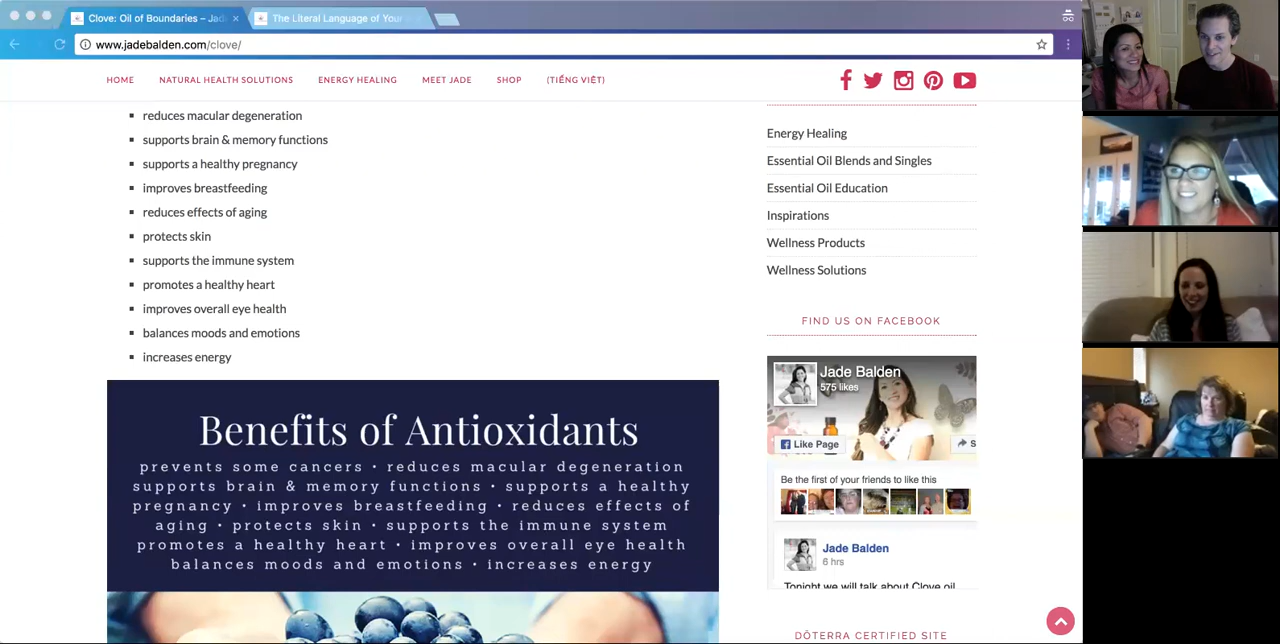 Clove: Oil of Boundaries – Jad
The Literal Language of Your
www.jadebalden.com/clove/
HOME NATURAL HEALTH SOLUTIONS ENERGY HEALING MEET JADE SHOP (TIẾNG VIỆT)
reduces macular degeneration
supports brain & memory functions
supports a healthy pregnancy
improves breastfeeding
reduces effects of aging
protects skin
supports the immune system
promotes a healthy heart
improves overall eye health
balances moods and emotions
increases energy
Benefits of Antioxidants
prevents some cancers • reduces macular degeneration
supports brain & memory functions • supports a healthy
pregnancy • improves breastfeeding • reduces effects of
aging • protects skin • supports the immune system
promotes a healthy heart • improves overall eye health
balances moods and emotions • increases energy
Energy Healing
Essential Oil Blends and Singles
Essential Oil Education
Inspirations
Wellness Products
Wellness Solutions
FIND US ON FACEBOOK
Jade Balden
575 likes
Like Page
S
Be the first of your friends to like this
Jade Balden
6 hrs
Tonight we will talk about Clove oil
DŌTERRA CERTIFIED SITE